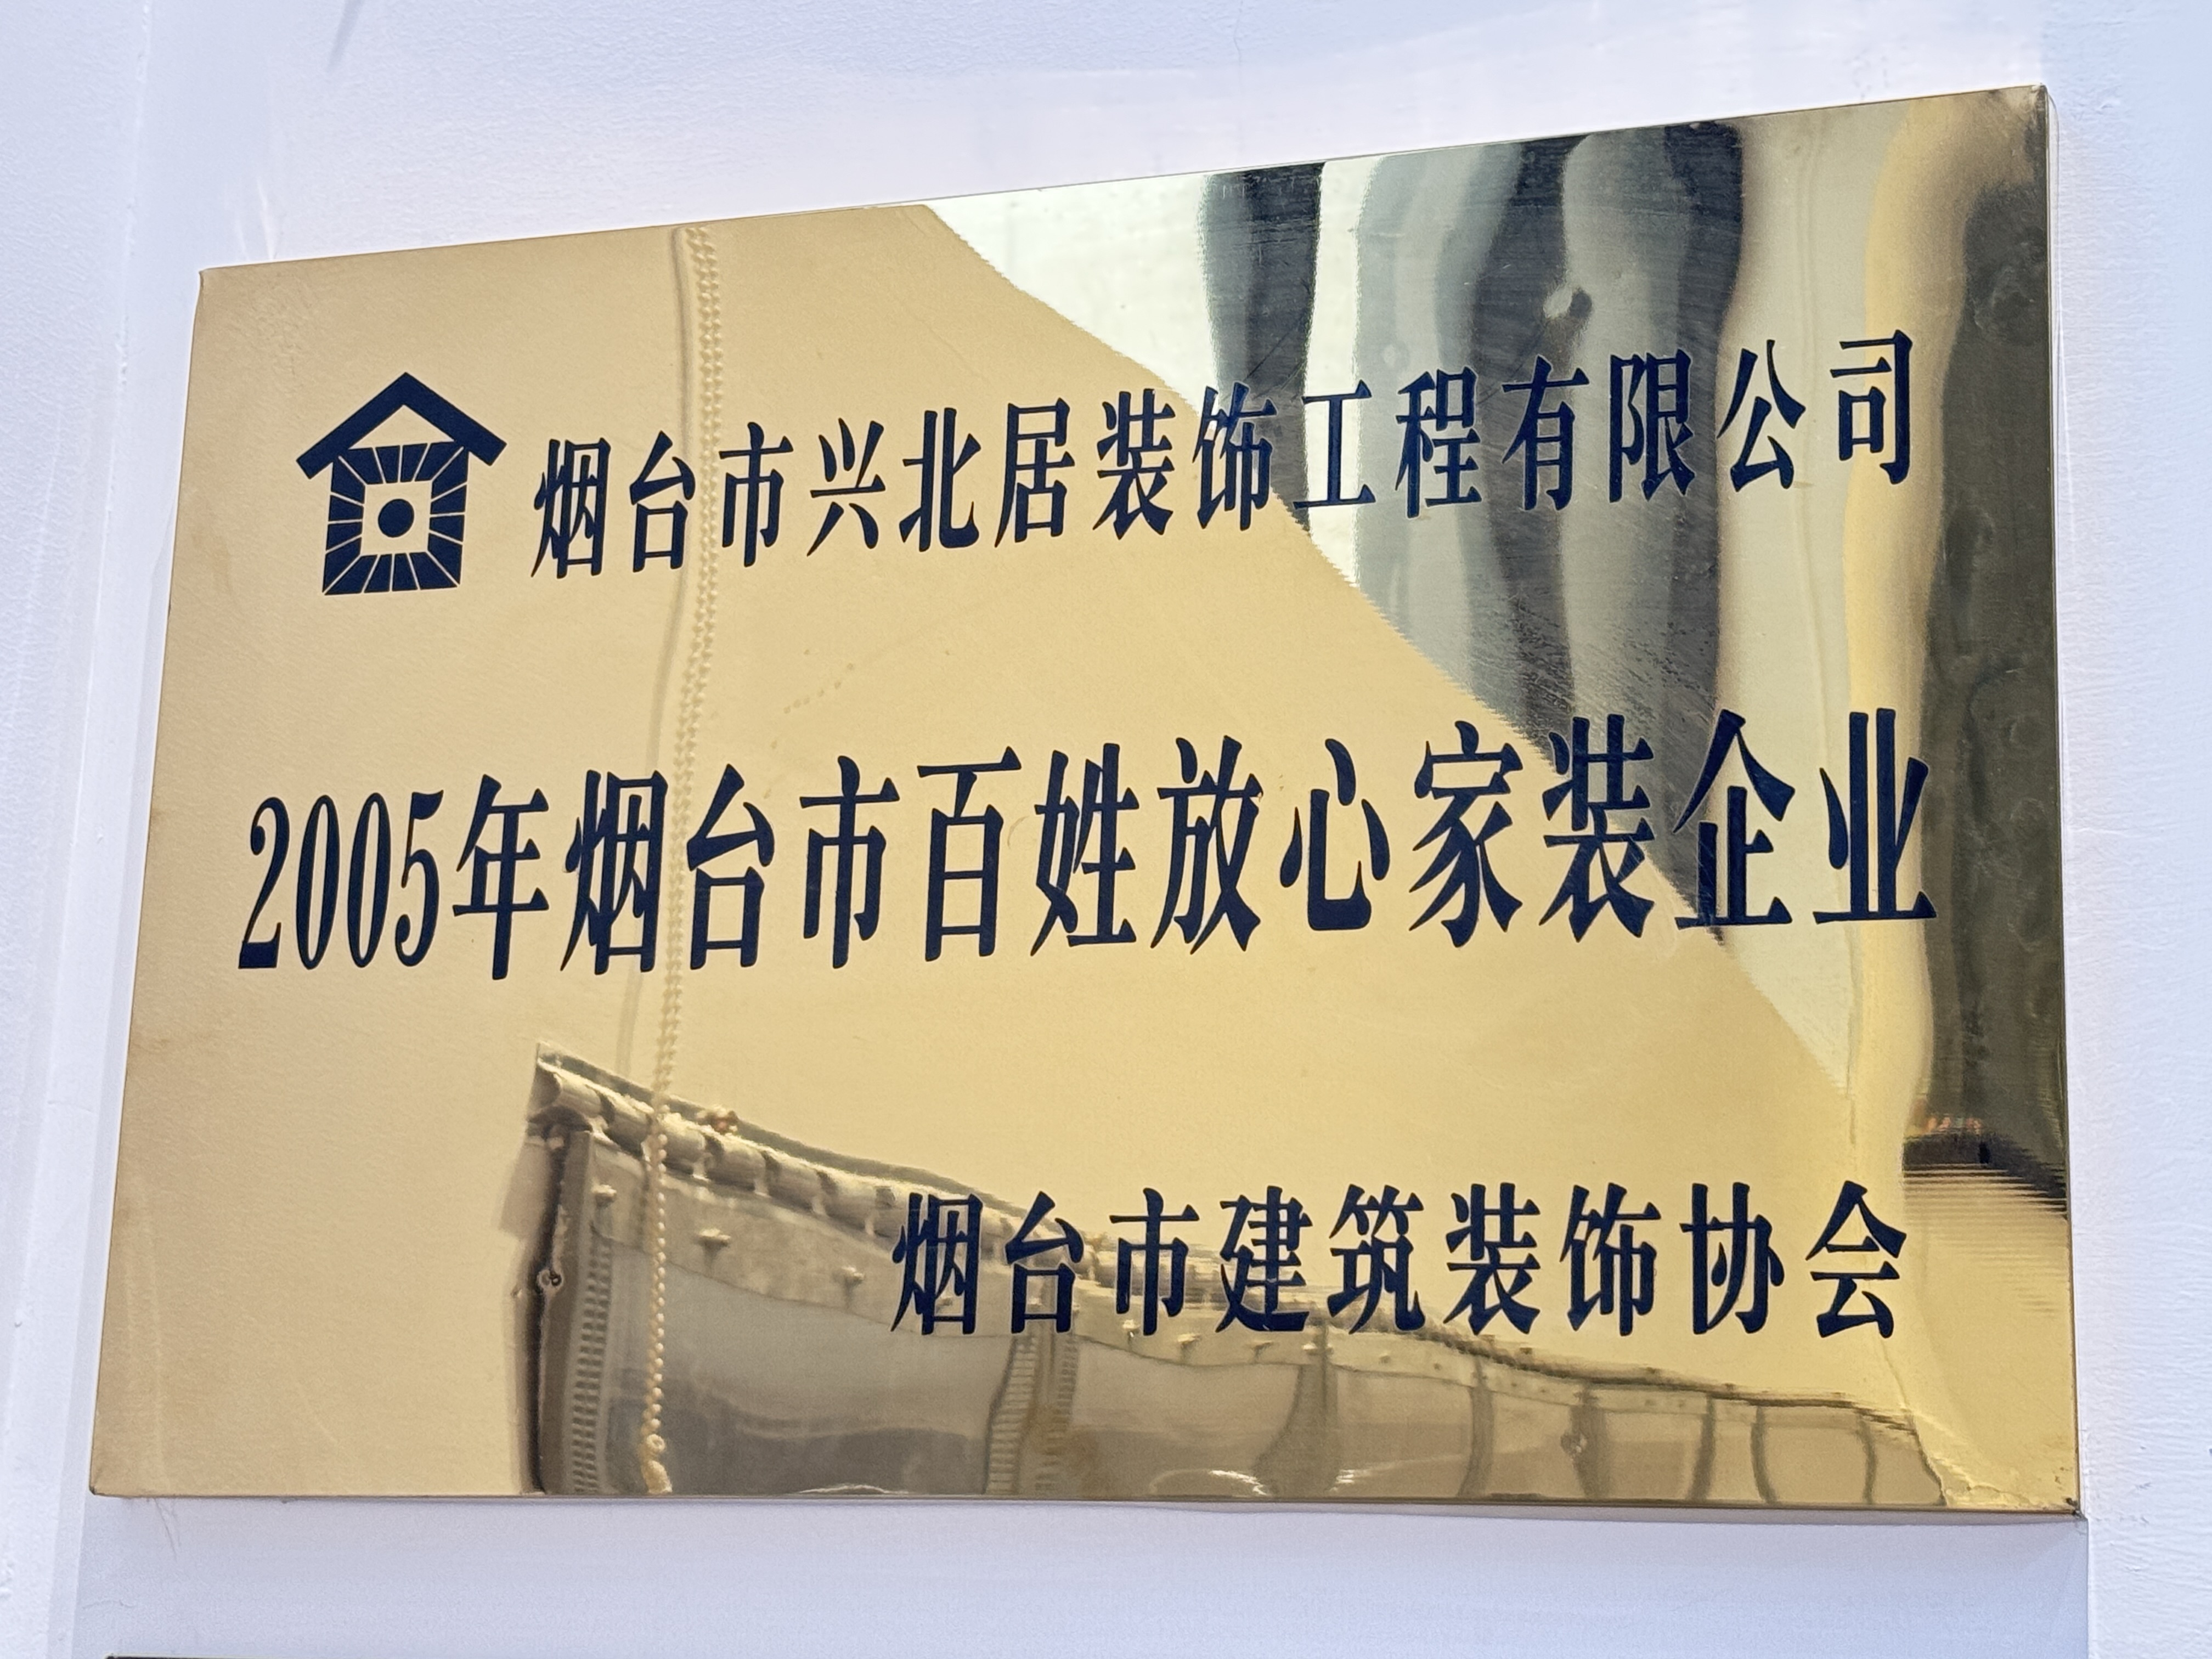 烟台市兴北居装饰工程有限公司
2005年烟台市百姓放心家装企业
烟台市建筑装饰协会